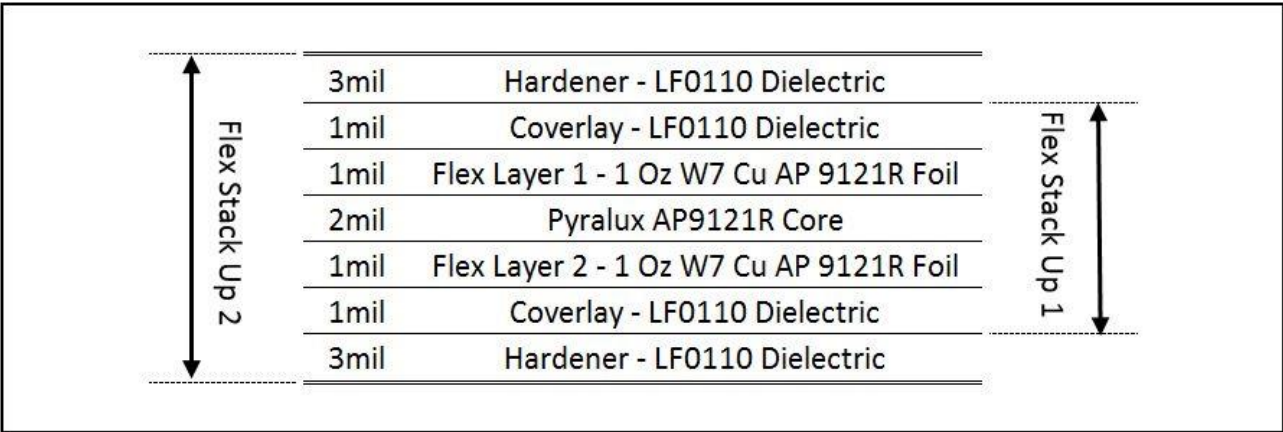 Flex Stack Up 2
3mil Hardener - LF0110 Dielectric
1mil Coverlay - LF0110 Dielectric
1mil Flex Layer 1 - 1 Oz W7 Cu AP 9121R Foil
2mil Pyralux AP9121R Core
1mil Flex Layer 2 - 1 Oz W7 Cu AP 9121R Foil
1mil Coverlay - LF0110 Dielectric
3mil Hardener - LF0110 Dielectric
Flex Stack Up 1